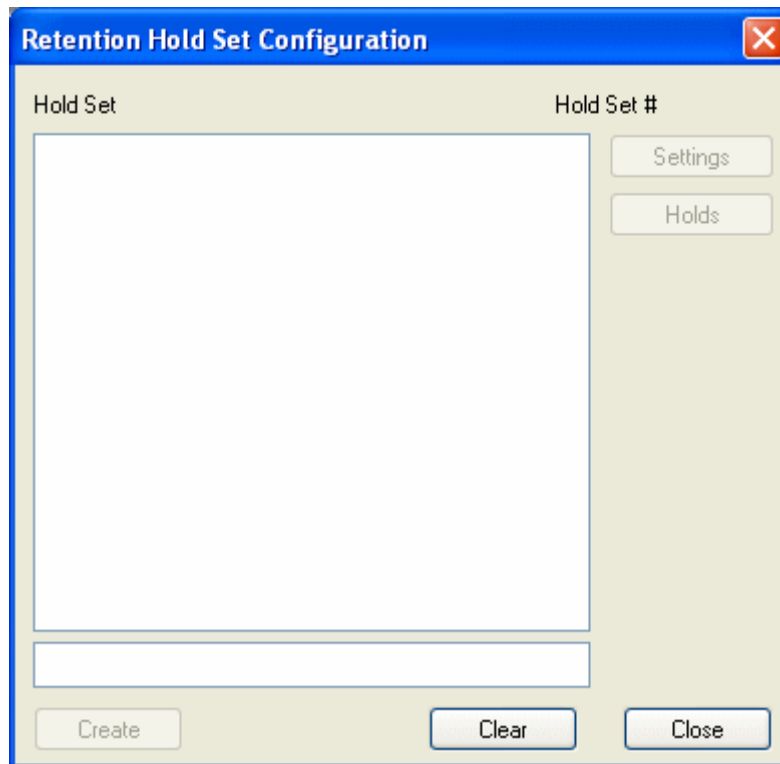 Retention Hold Set Configuration
Hold Set Hold Set #
Settings
Holds
Create Clear Close